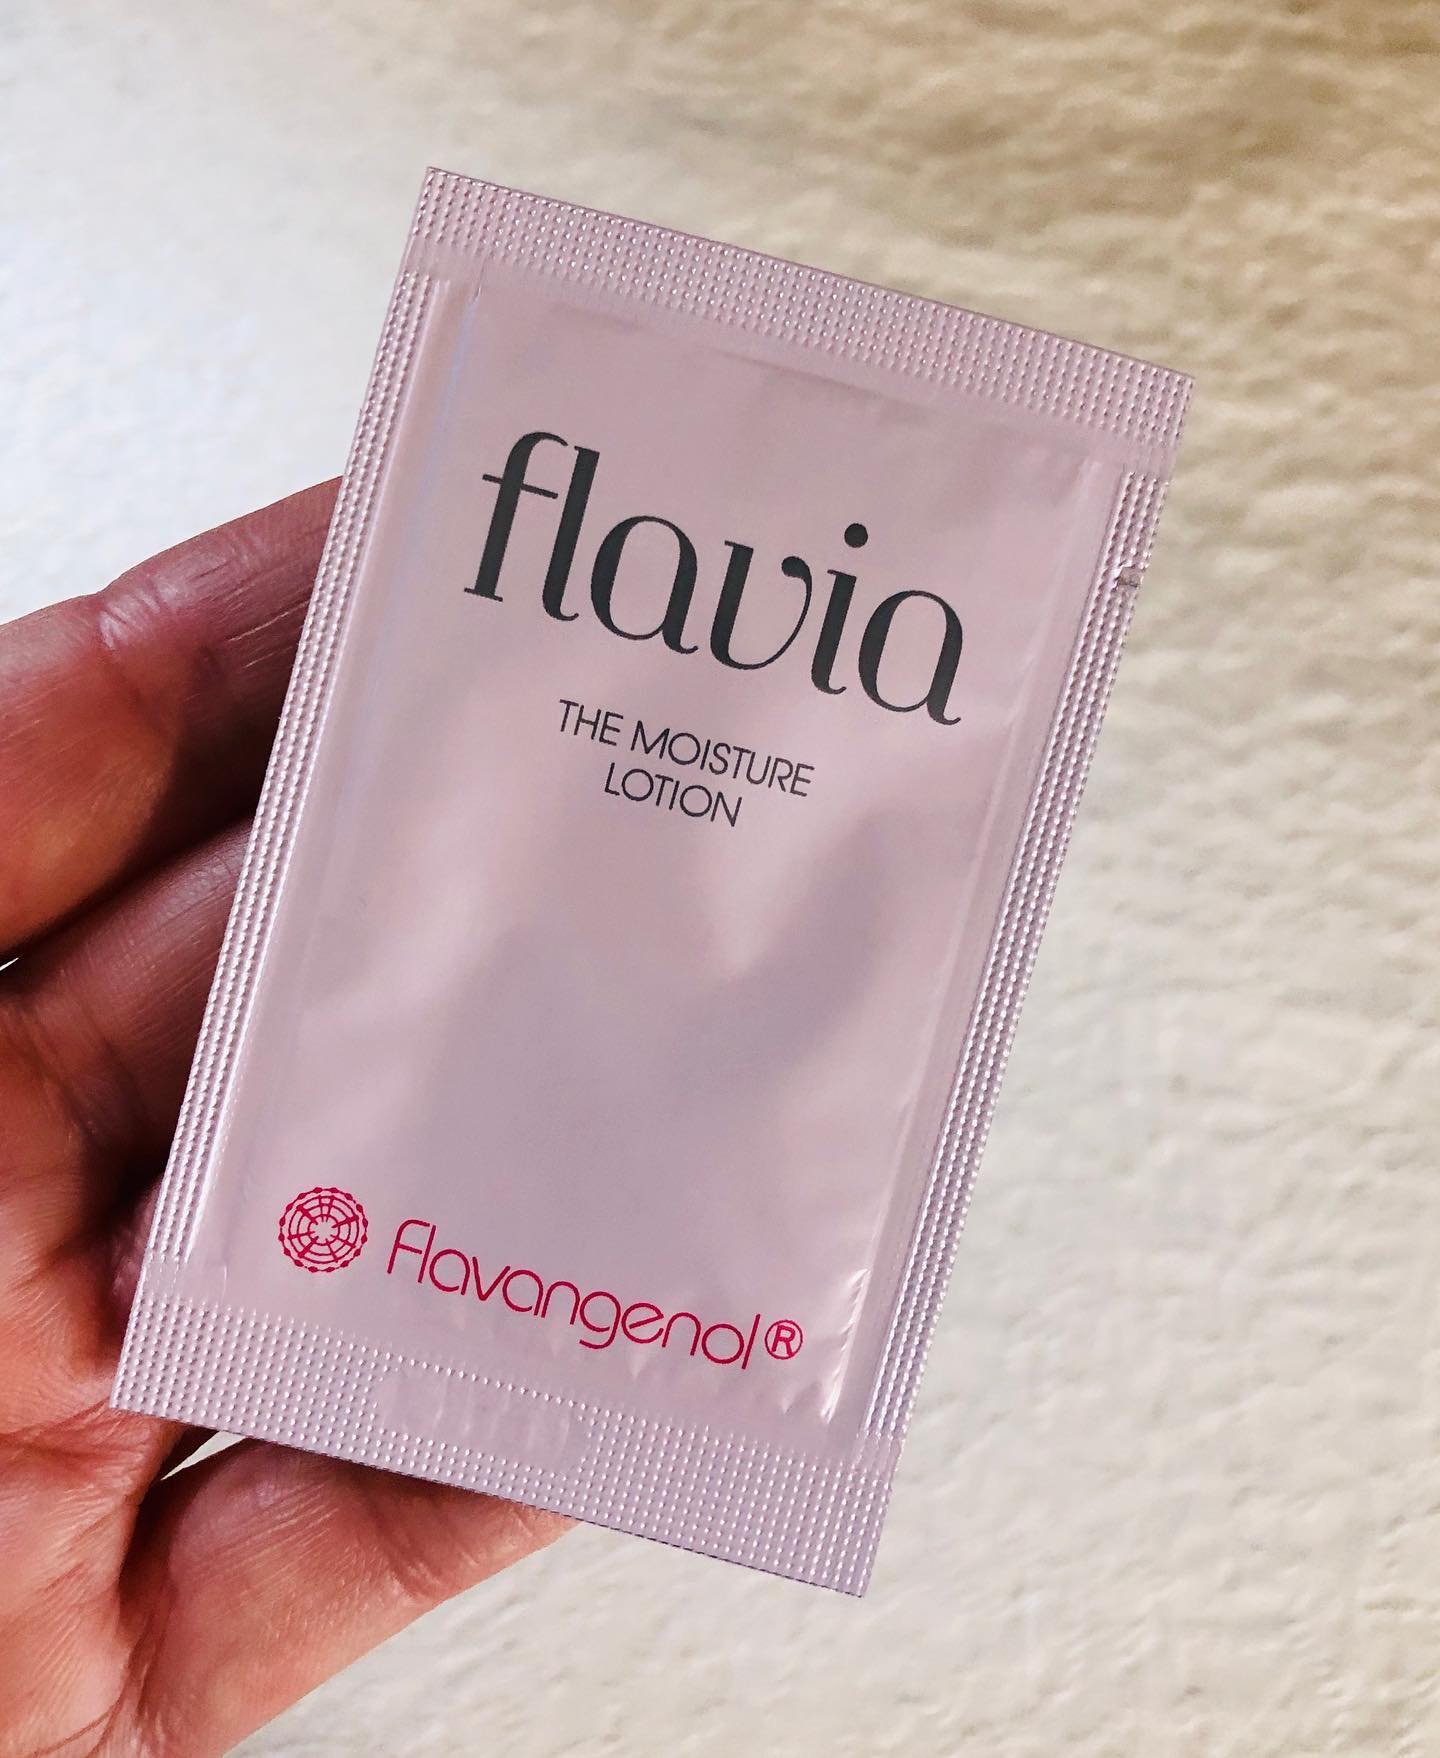 flavia
THE MOISTURE
LOTION
flavangenol®